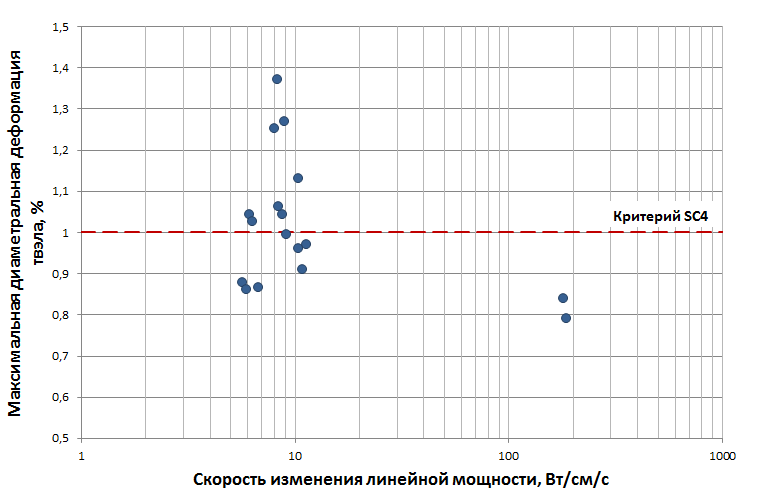 Максимальная диаметральная деформация
твэла, %
1,5
1,4
1,3
1,2
1,1
1
0,9
0,8
0,7
0,6
0,5
Критерий SC4
1 10 100 1000
Скорость изменения линейной мощности, Вт/см/с